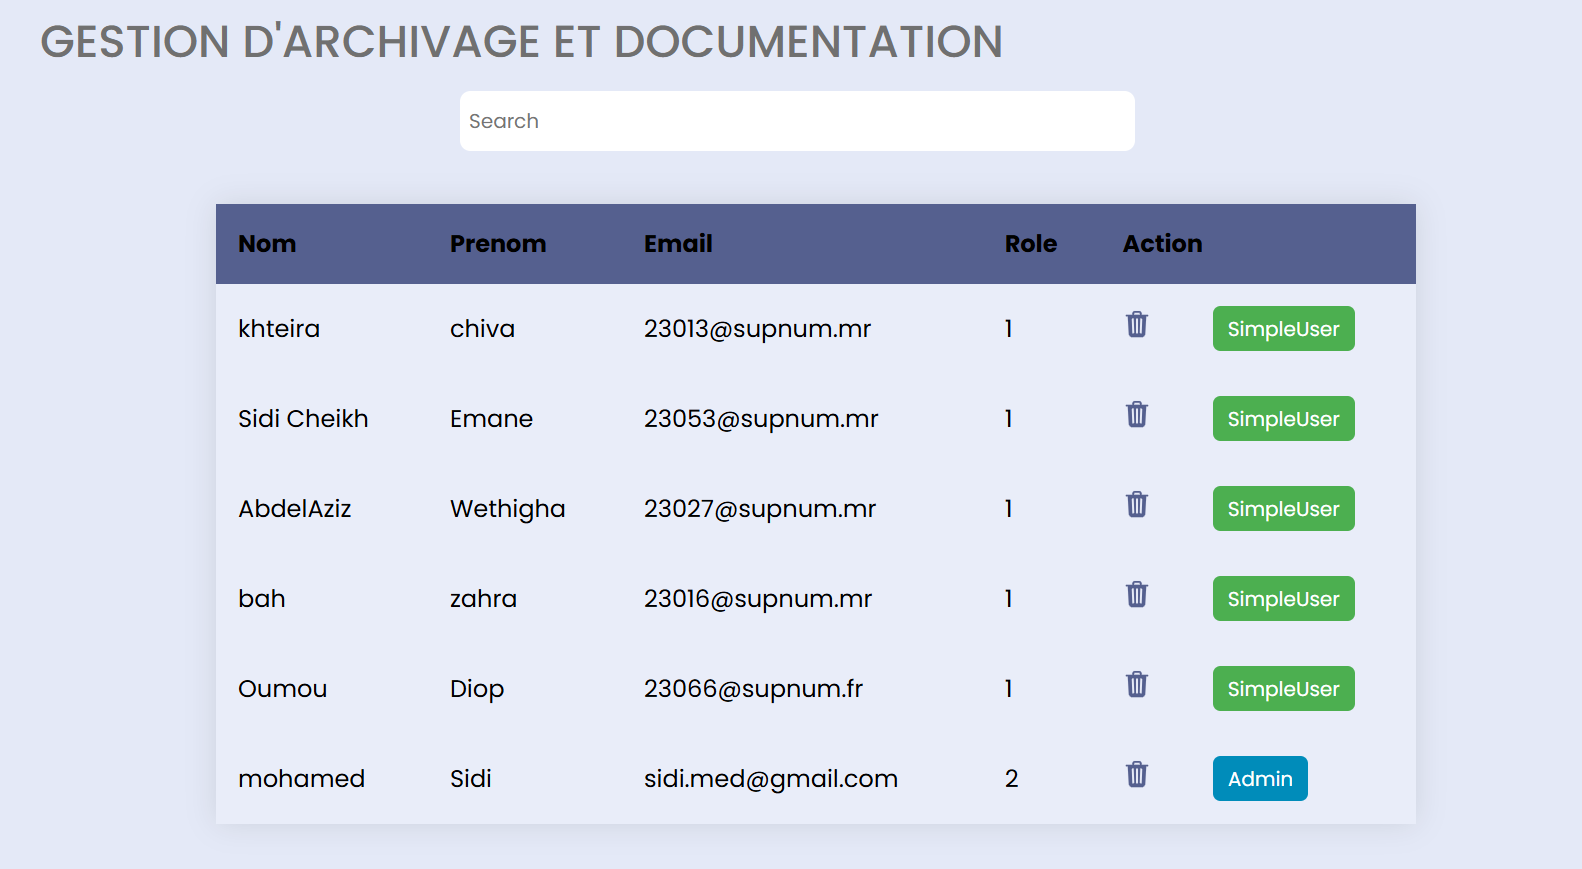 GESTION D'ARCHIVAGE ET DOCUMENTATION
Search
Nom Prenom Email Role Action
khteira chiva 23013@supnum.mr 1 SimpleUser
Sidi Cheikh Emane 23053@supnum.mr 1 SimpleUser
AbdelAziz Wethigha 23027@supnum.mr 1 SimpleUser
bah zahra 23016@supnum.mr 1 SimpleUser
Oumou Diop 23066@supnum.fr 1 SimpleUser
mohamed Sidi sidi.med@gmail.com 2 Admin